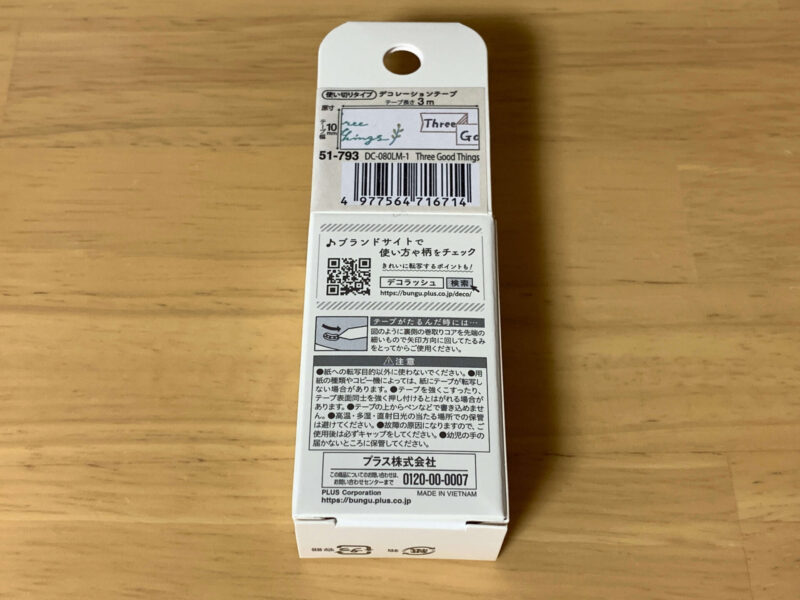 使い切りタイプ デコレーションテープ
テープ長さ 3m
原寸
テープ幅 10mm
ree
things
Three
Go
51-793 DC-080LM-1 Three Good Things
4 977564 716714
♪ブランドサイトで
使い方や柄をチェック
きれいに転写するポイントも!
デコラッシュ 検索
https://bungu.plus.co.jp/deco/
テープがたるんだ時には…
図のように裏側の巻取りコアを先端の
細いもので矢印方向に回してたるみ
をとってからご使用ください。
⚠注意
●紙への転写目的以外に使わないでください。●用
紙の種類やコピー機によっては、紙にテープが転写し
ない場合があります。●テープを強くこすったり、
テープ表面同士を強く押し付けるとはがれる場合が
あります。●テープの上からペンなどで書き込めませ
ん。●高温・多湿・直射日光の当たる場所での保管
は避けてください。●故障の原因になりますので、ご
使用後は必ずキャップをしてください。●幼児の手の
届かないところに保管してください。
プラス株式会社
この商品についてのお問い合わせは、
お問い合わせセンターまで 0120-00-0007
PLUS Corporation MADE IN VIETNAM
https://bungu.plus.co.jp